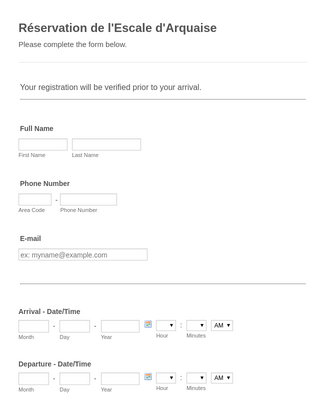 Réservation de l'Escale d'Arquaise
Please complete the form below.
Your registration will be verified prior to your arrival.
Full Name
First Name Last Name
Phone Number
-
Area Code Phone Number
E-mail
ex: myname@example.com
Arrival - Date/Time
- - : AM
Month Day Year Hour Minutes
Departure - Date/Time
- - : AM
Month Day Year Hour Minutes